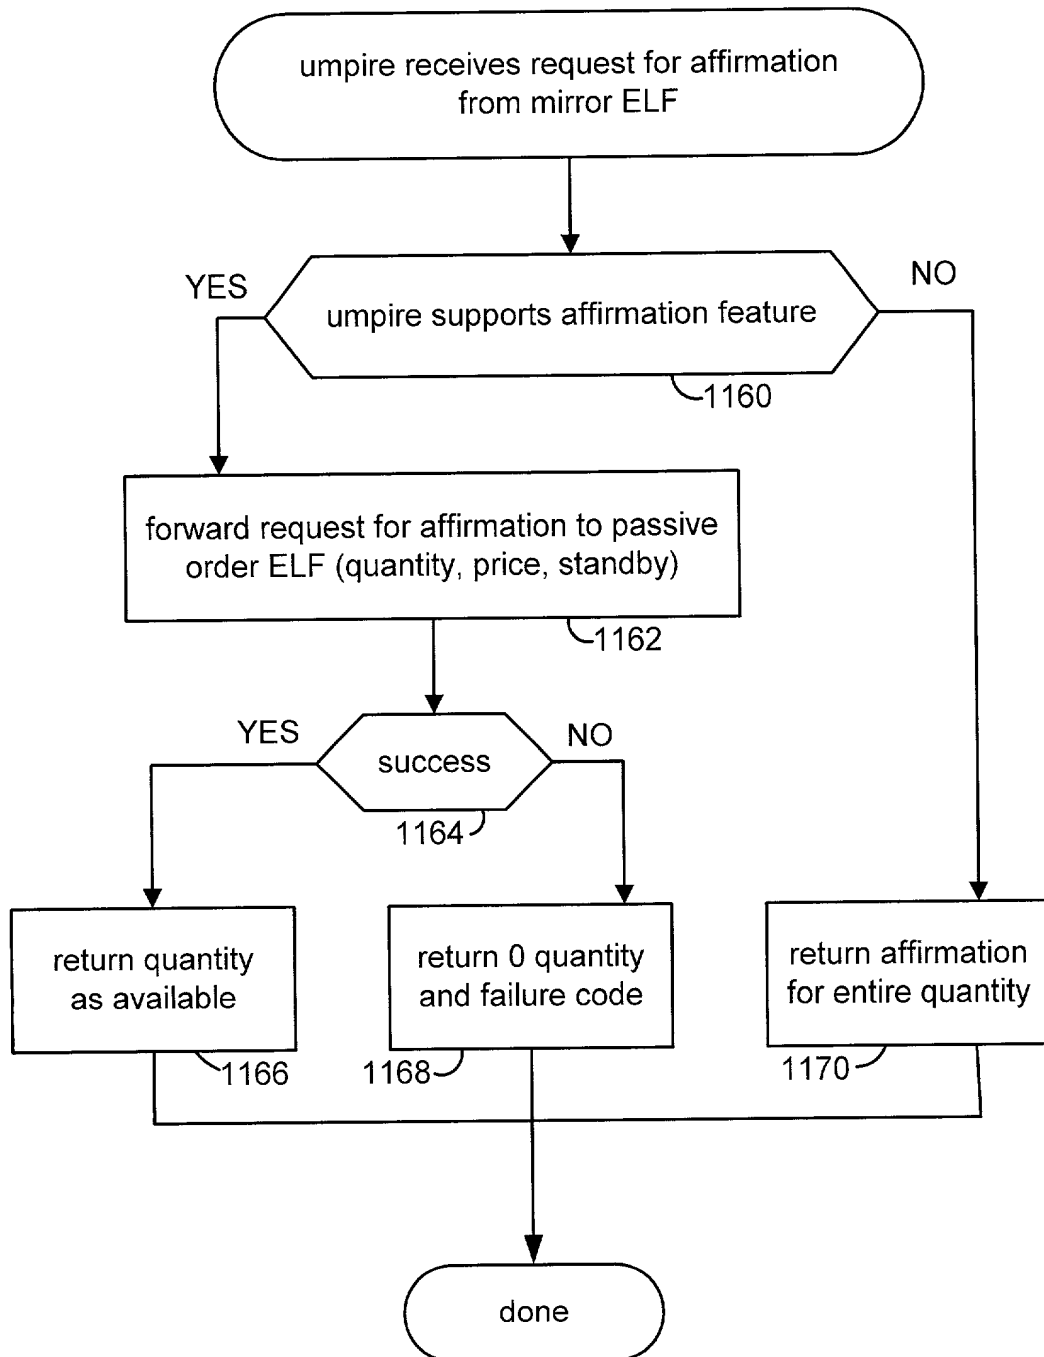 umpire receives request for affirmation
from mirror ELF
YES
NO
umpire supports affirmation feature
1160
forward request for affirmation to passive
order ELF (quantity, price, standby)
1162
YES
NO
success
1164
return quantity
as available
1166
return 0 quantity
and failure code
1168
return affirmation
for entire quantity
1170
done